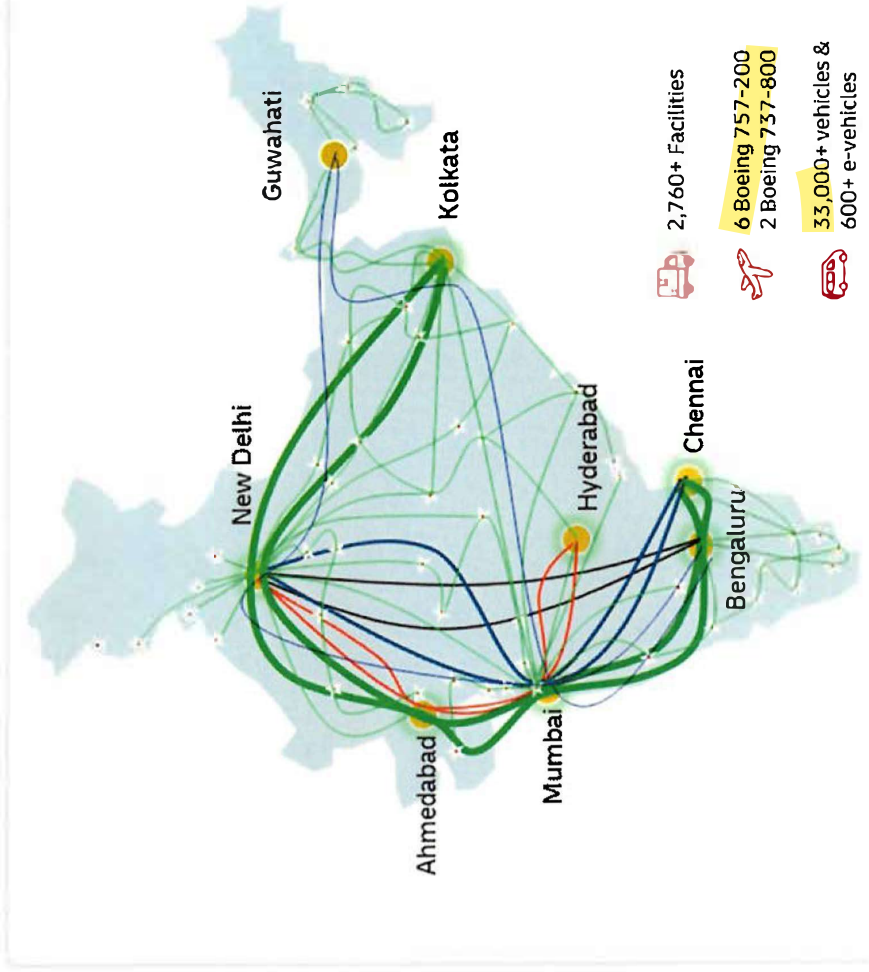 Guwahati
Kolkata
New Delhi
Hyderabad
Chennai
Bengaluru
Ahmedabad
Mumbai
2,760+ Facilities
6 Boeing 757-200
2 Boeing 737-800
33,000+ vehicles &
600+ e-vehicles